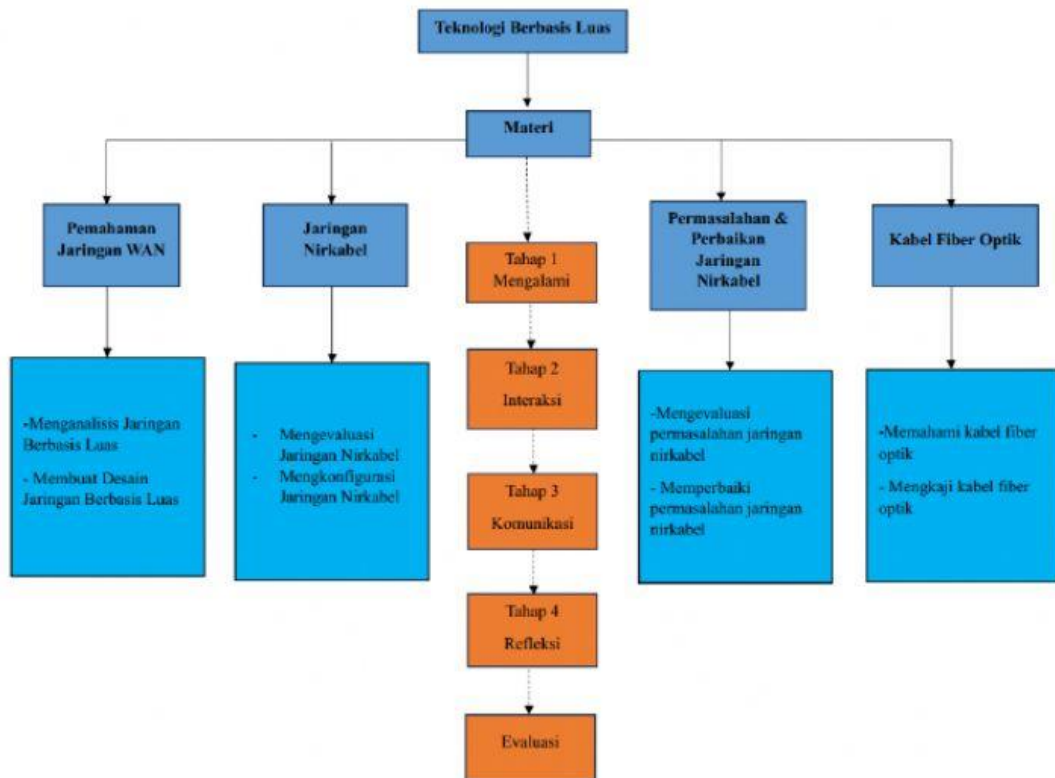 Teknologi Berbasis Luas
Materi
Pemahaman
Jaringan WAN
Jaringan
Nirkabel
Tahap 1
Mengalami
Permasalahan &
Perbaikan
Jaringan
Nirkabel
Kabel Fiber Optik
-Menganalisis Jaringan
Berbasis Luas
- Membuat Desain
Jaringan Berbasis Luas
- Mengevaluasi
Jaringan Nirkabel
- Mengkonfigurasi
Jaringan Nirkabel
Tahap 2
Interaksi
Tahap 3
Komunikasi
Tahap 4
Refleksi
Evaluasi
-Mengevaluasi
permasalahan jaringan
nirkabel
- Memperbaiki
permasalahan jaringan
nirkabel
-Memahami kabel fiber
optik
- Mengkaji kabel fiber
optik